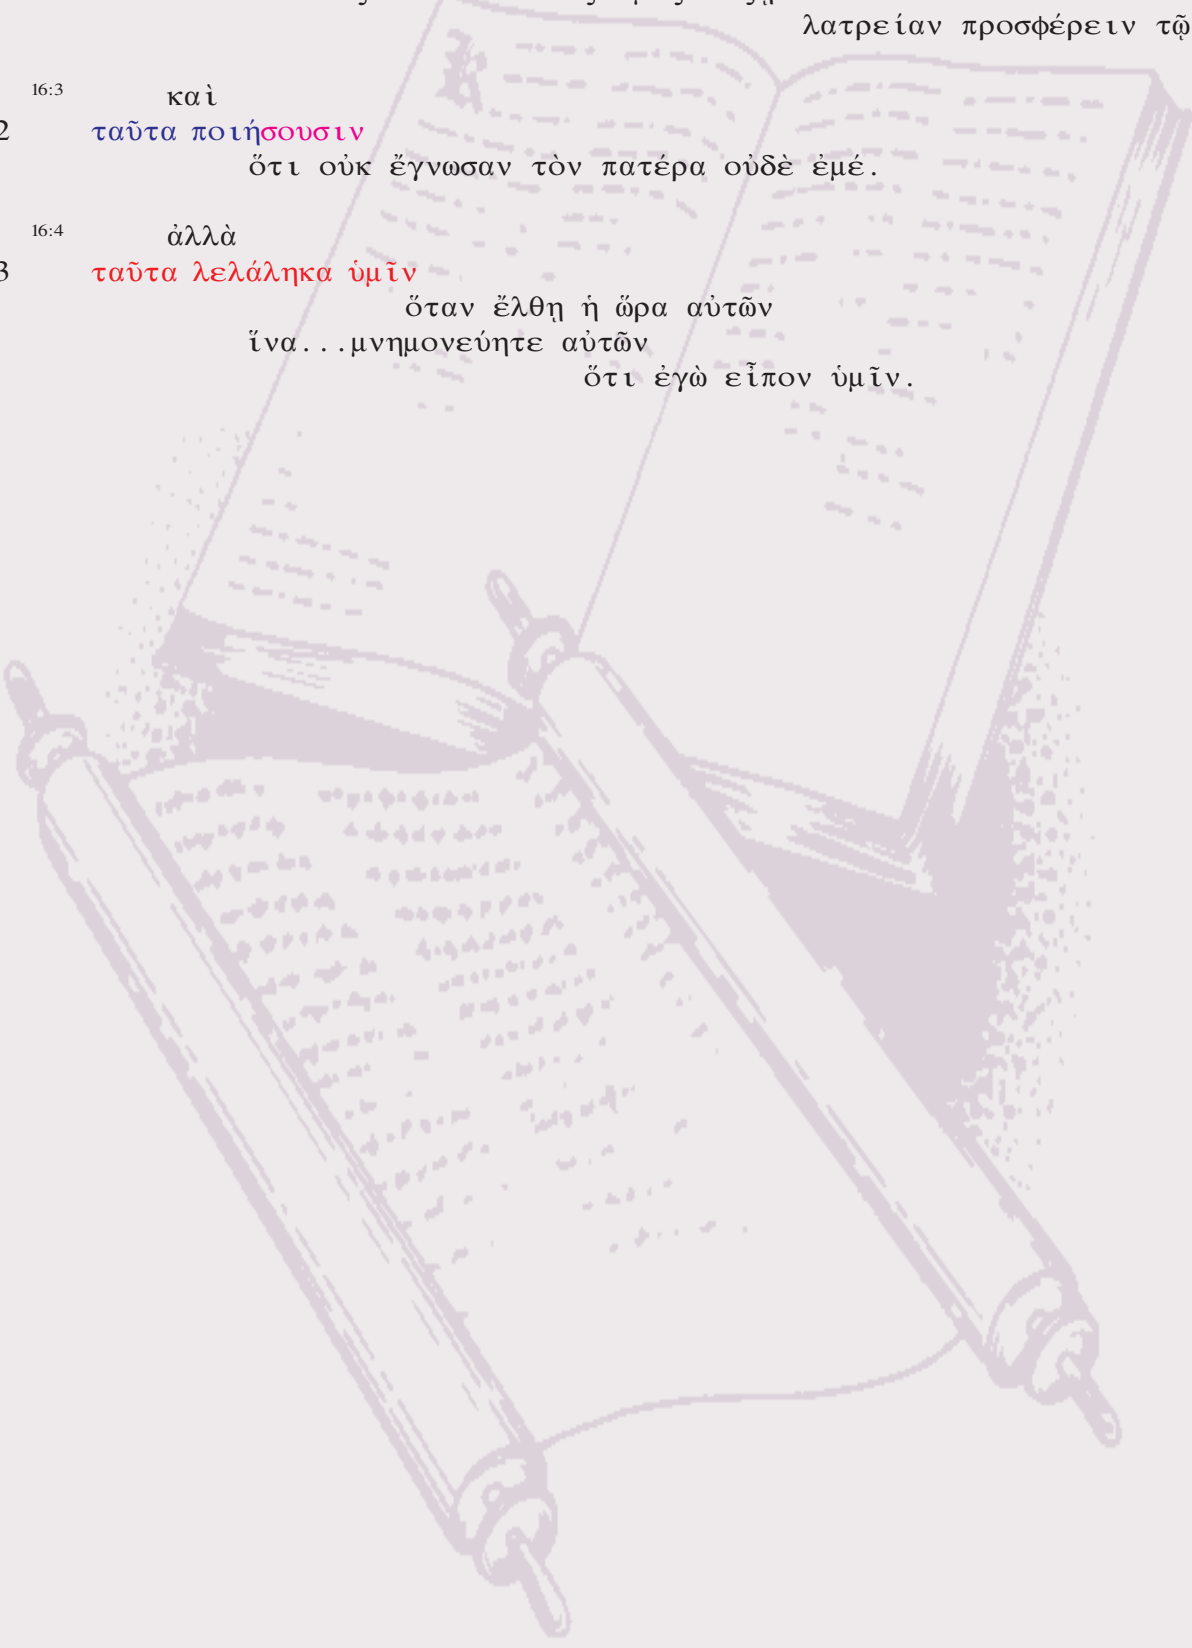 λατρείαν προσφέρειν τῷ
16:3 καὶ
2 ταῦτα ποιήσουσιν
ὅτι οὐκ ἔγνωσαν τὸν πατέρα οὐδὲ ἐμέ.
16:4 ἀλλὰ
3 ταῦτα λελάληκα ὑμῖν
ὅταν ἔλθῃ ἡ ὥρα αὐτῶν
ἵνα...μνημονεύητε αὐτῶν
ὅτι ἐγὼ εἶπον ὑμῖν.